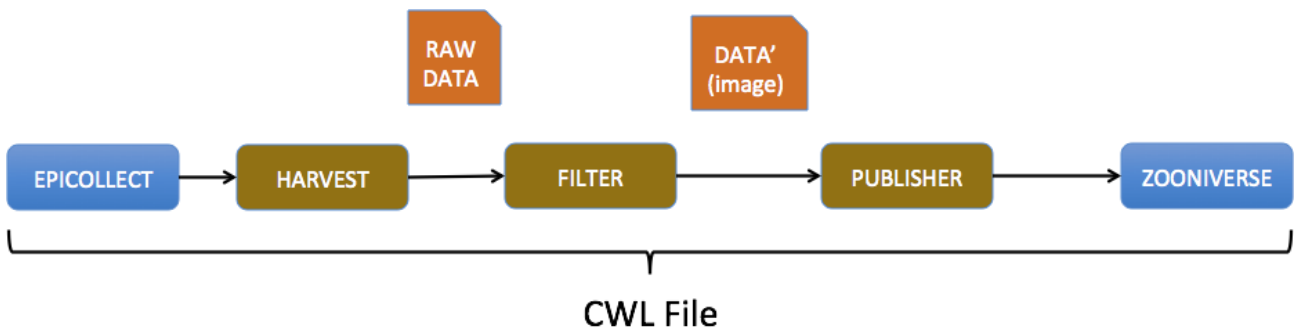 RAW
DATA
DATA’
(image)
EPICOLLECT
HARVEST
FILTER
PUBLISHER
ZOONIVERSE
CWL File